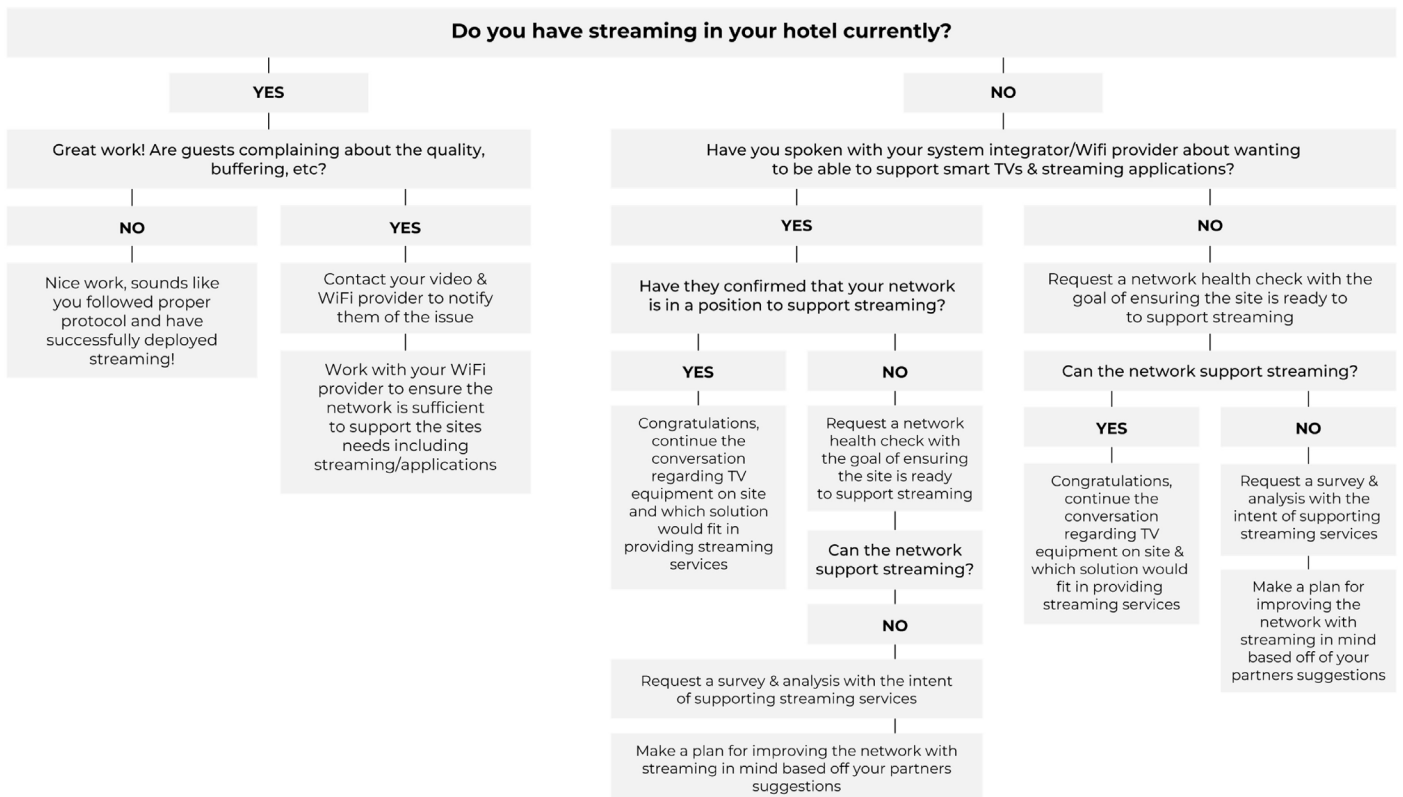 Do you have streaming in your hotel currently?
YES
Great work! Are guests complaining about the quality,
buffering, etc?
NO
Nice work, sounds like
you followed proper
protocol and have
successfully deployed
streaming!
YES
Contact your video &
WiFi provider to notify
them of the issue
Work with your WiFi
provider to ensure the
network is sufficient
to support the sites
needs including
streaming/applications
NO
Have you spoken with your system integrator/Wifi provider about wanting
to be able to support smart TVs & streaming applications?
YES
Have they confirmed that your network
is in a position to support streaming?
YES
Congratulations,
continue the
conversation
regarding TV
equipment on site
and which solution
would fit in
providing streaming
services
NO
Request a network
health check with
the goal of ensuring
the site is ready
to support streaming
Can the network
support streaming?
NO
Request a survey & analysis with the intent
of supporting streaming services
Make a plan for improving the network with
streaming in mind based off your partners
suggestions
NO
Request a network health check with the
goal of ensuring the site is ready to
to support streaming
Can the network support streaming?
YES
Congratulations,
continue the
conversation
regarding TV
equipment on site &
which solution would
fit in providing
streaming services
NO
Request a survey &
analysis with the
intent of supporting
streaming services
Make a plan for
improving the
network with
streaming in mind
based off of your
partners suggestions